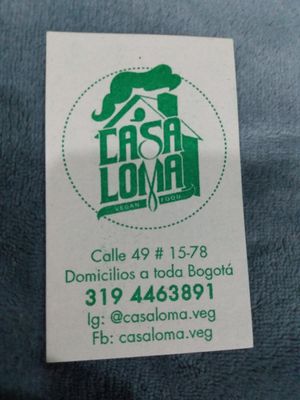 CASA
LOMA
VEGAN FOOD
Calle 49 # 15-78
Domicilios a toda Bogotá
319 4463891
Ig: @casaloma.veg
Fb: casaloma.veg